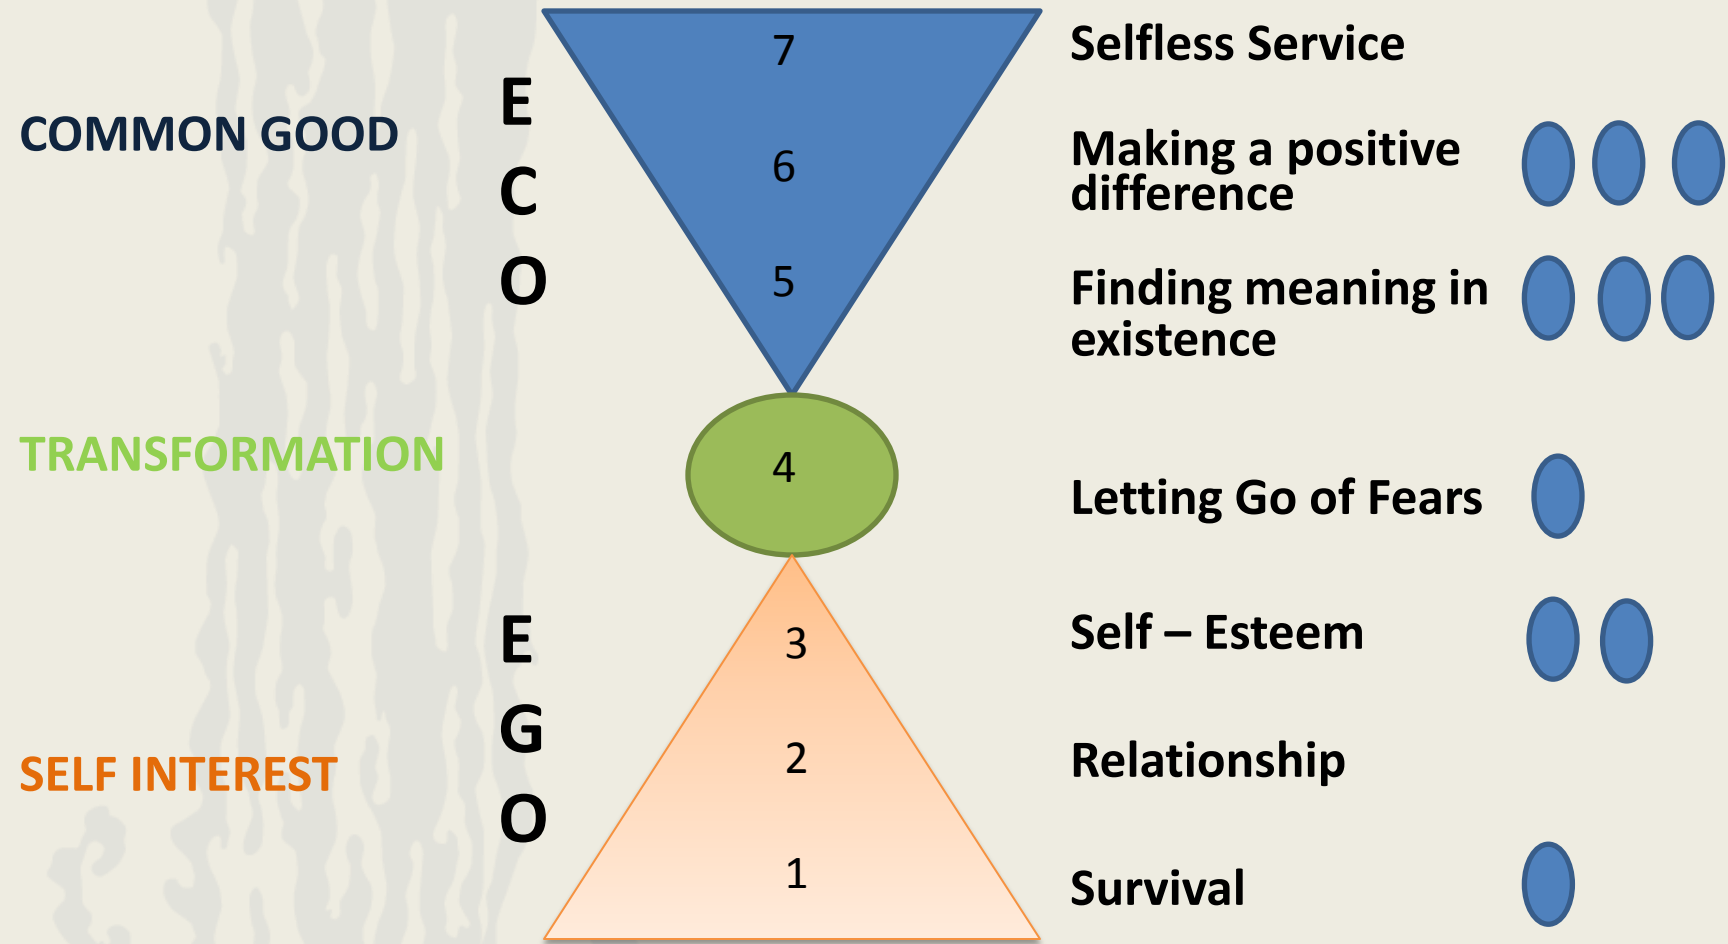 7
Selfless Service
E
COMMON GOOD
6
Making a positive
difference
C
5
Finding meaning in
existence
O
TRANSFORMATION
4
Letting Go of Fears
E
3
Self – Esteem
G
2
Relationship
SELF INTEREST
O
1
Survival